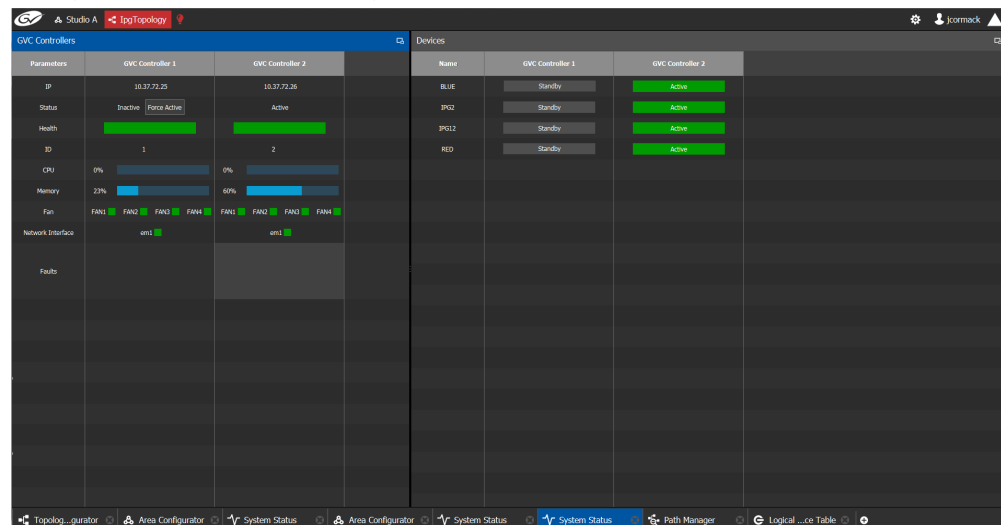 GV Studio A IpgTopology jcormack
GVC Controllers Devices
Parameters GVC Controller 1 GVC Controller 2 Name GVC Controller 1 GVC Controller 2
IP 10.37.72.25 10.37.72.26 BLUE Standby Active
Status Inactive Force Active Active IPG2 Standby Active
Health IPG12 Standby Active
ID 1 2 RED Standby Active
CPU 0% 0%
Memory 23% 60%
Fan FAN1 FAN2 FAN3 FAN4 FAN1 FAN2 FAN3 FAN4
Network Interface em1 em1
Faults
Topolog...gurator Area Configurator System Status Area Configurator System Status System Status Path Manager Logical ...ce Table